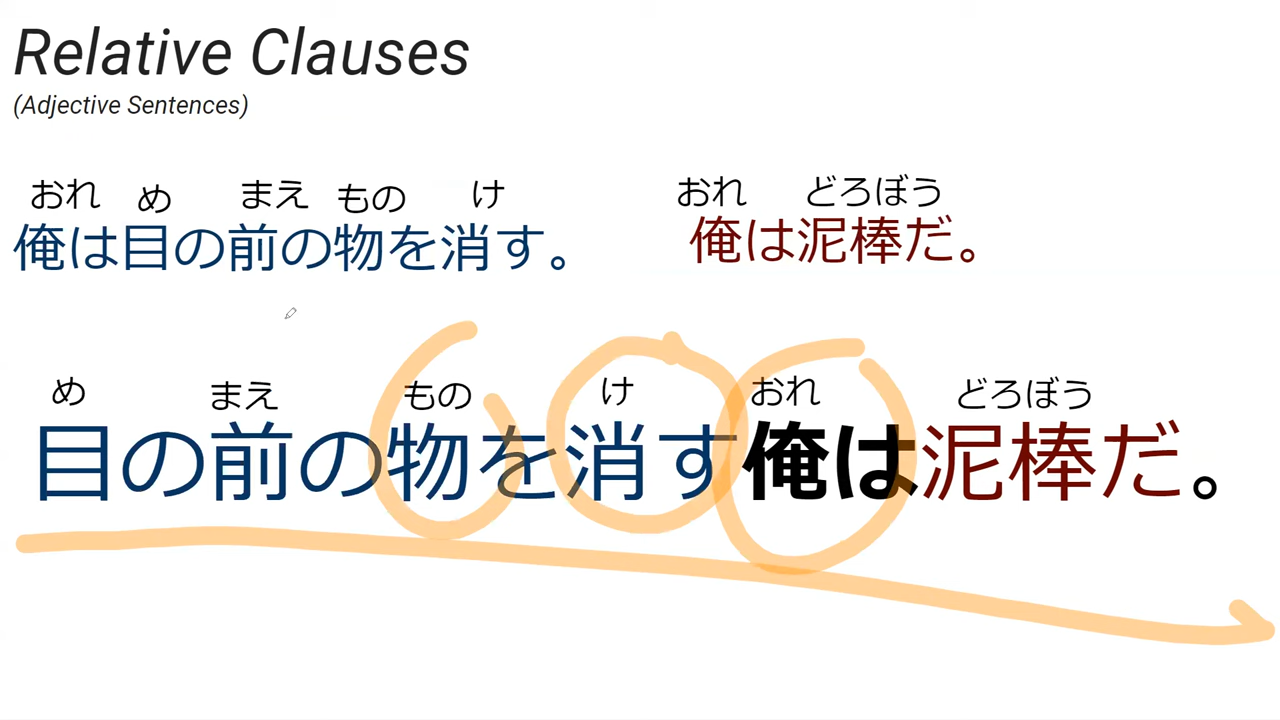 Relative Clauses
(Adjective Sentences)
おれ め まえ もの け
俺は目の前の物を消す。
おれ どろぼう
俺は泥棒だ。
め まえ もの け おれ どろぼう
目の前の物を消す俺は泥棒だ。